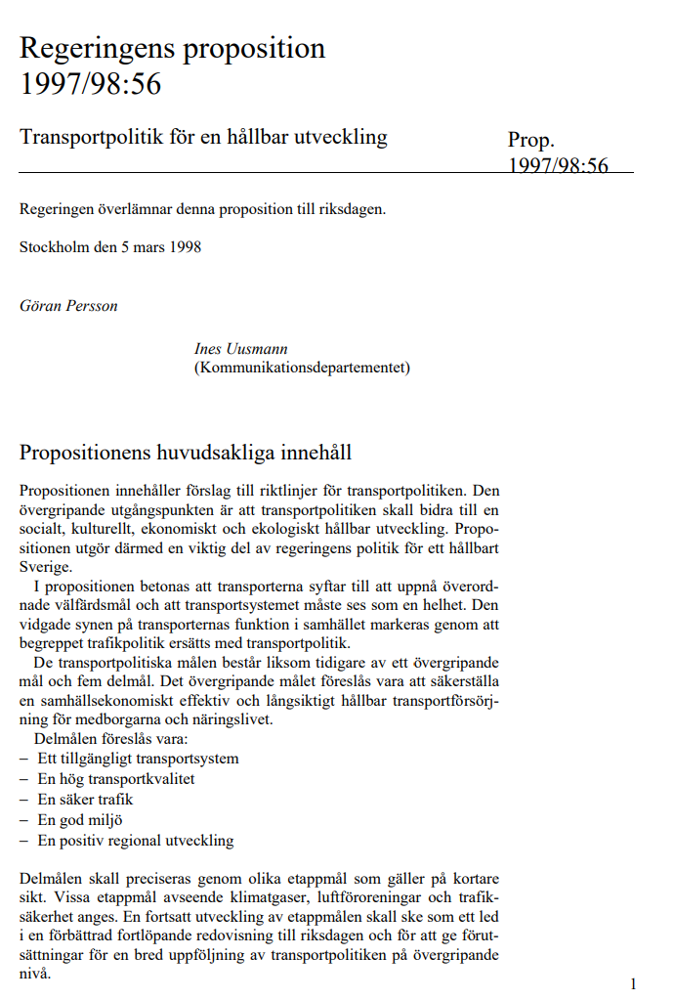 Regeringens proposition
1997/98:56
Transportpolitik för en hållbar utveckling
Prop.
1997/98:56
Regeringen överlämnar denna proposition till riksdagen.
Stockholm den 5 mars 1998
Göran Persson
Ines Uusmann
(Kommunikationsdepartementet)
Propositionens huvudsakliga innehåll
Propositionen innehåller förslag till riktlinjer för transportpolitiken. Den
övergripande utgångspunkten är att transportpolitiken skall bidra till en
socialt, kulturellt, ekonomiskt och ekologiskt hållbar utveckling. Propo-
sitionen utgör därmed en viktig del av regeringens politik för ett hållbart
Sverige.
I propositionen betonas att transporterna syftar till att uppnå överord-
nade välfärdsmål och att transportsystemet måste ses som en helhet. Den
vidgade synen på transporternas funktion i samhället markeras genom att
begreppet trafikpolitik ersätts med transportpolitik.
De transportpolitiska målen består liksom tidigare av ett övergripande
mål och fem delmål. Det övergripande målet föreslås vara att säkerställa
en samhällsekonomiskt effektiv och långsiktigt hållbar transportförsörj-
ning för medborgarna och näringslivet.
Delmålen föreslås vara:
– Ett tillgängligt transportsystem
– En hög transportkvalitet
– En säker trafik
– En god miljö
– En positiv regional utveckling
Delmålen skall preciseras genom olika etappmål som gäller på kortare
sikt. Vissa etappmål avseende klimatgaser, luftföroreningar och trafik-
säkerhet anges. En fortsatt utveckling av etappmålen skall ske som ett led
i en förbättrad fortlöpande redovisning till riksdagen och för att ge förut-
sättningar för en bred uppföljning av transportpolitiken på övergripande
nivå.
1